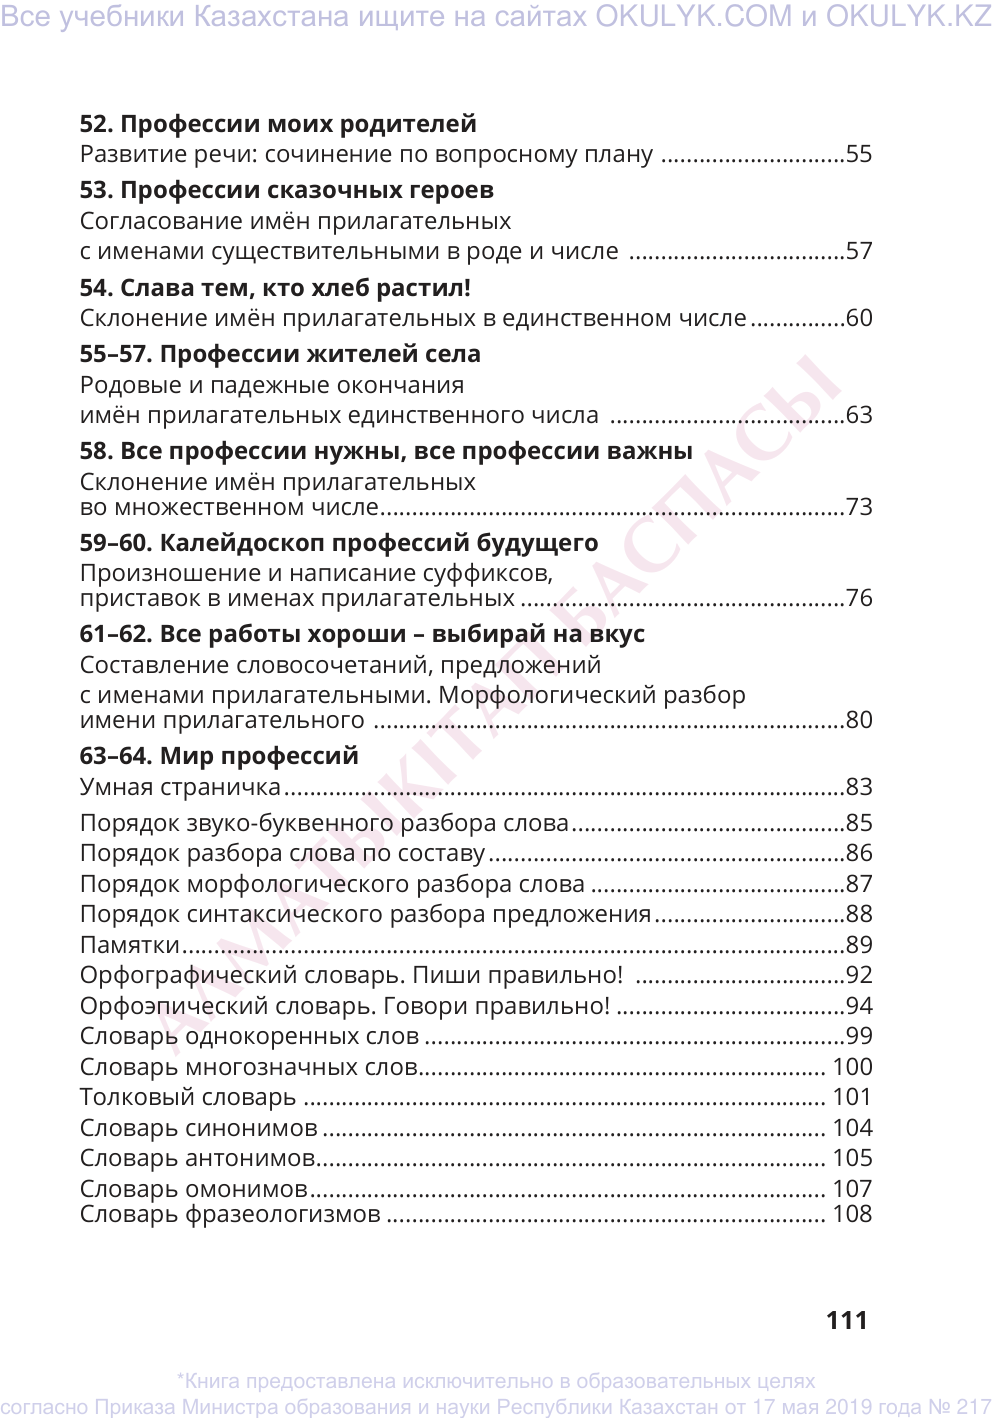 Все учебники Казахстана ищите на сайтах OKULYK.COM и OKULYK.KZ
52. Профессии моих родителей
Развитие речи: сочинение по вопросному плану .............................55
53. Профессии сказочных героев
Согласование имён прилагательных
с именами существительными в роде и числе ..................................57
54. Слава тем, кто хлеб растил!
Склонение имён прилагательных в единственном числе...............60
55–57. Профессии жителей села
Родовые и падежные окончания
имён прилагательных единственного числа .....................................63
58. Все профессии нужны, все профессии важны
Склонение имён прилагательных
во множественном числе.........................................................................73
59–60. Калейдоскоп профессий будущего
Произношение и написание суффиксов,
приставок в именах прилагательных ...................................................76
61–62. Все работы хороши – выбирай на вкус
Составление словосочетаний, предложений
с именами прилагательными. Морфологический разбор
имени прилагательного ..........................................................................80
63–64. Мир профессий
Умная страничка........................................................................................83
Порядок звуко-буквенного разбора слова...........................................85
Порядок разбора слова по составу ........................................................86
Порядок морфологического разбора слова ........................................87
Порядок синтаксического разбора предложения..............................88
Памятки........................................................................................................89
Орфографический словарь. Пиши правильно! .................................92
Орфоэпический словарь. Говори правильно! ....................................94
Словарь однокоренных слов ..................................................................99
Словарь многозначных слов................................................................ 100
Толковый словарь .................................................................................. 101
Словарь синонимов ............................................................................... 104
Словарь антонимов................................................................................ 105
Словарь омонимов................................................................................. 107
Словарь фразеологизмов ..................................................................... 108
АЛМАТЫКІТАП БАСПАСЫ
111
*Книга предоставлена исключительно в образовательных целях
согласно Приказа Министра образования и науки Республики Казахстан от 17 мая 2019 года № 217